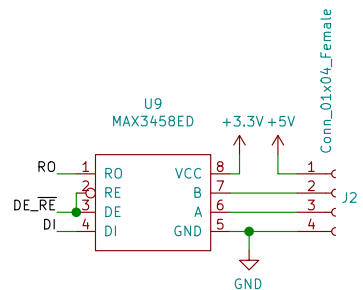 Conn_01x04_Female
U9
MAX3458ED
+3.3V +5V
RO 1 RO VCC 8 1
2 RE B 7 2
DE_RE 3 DE A 6 3 J2
DI 4 DI GND 5 4
GND